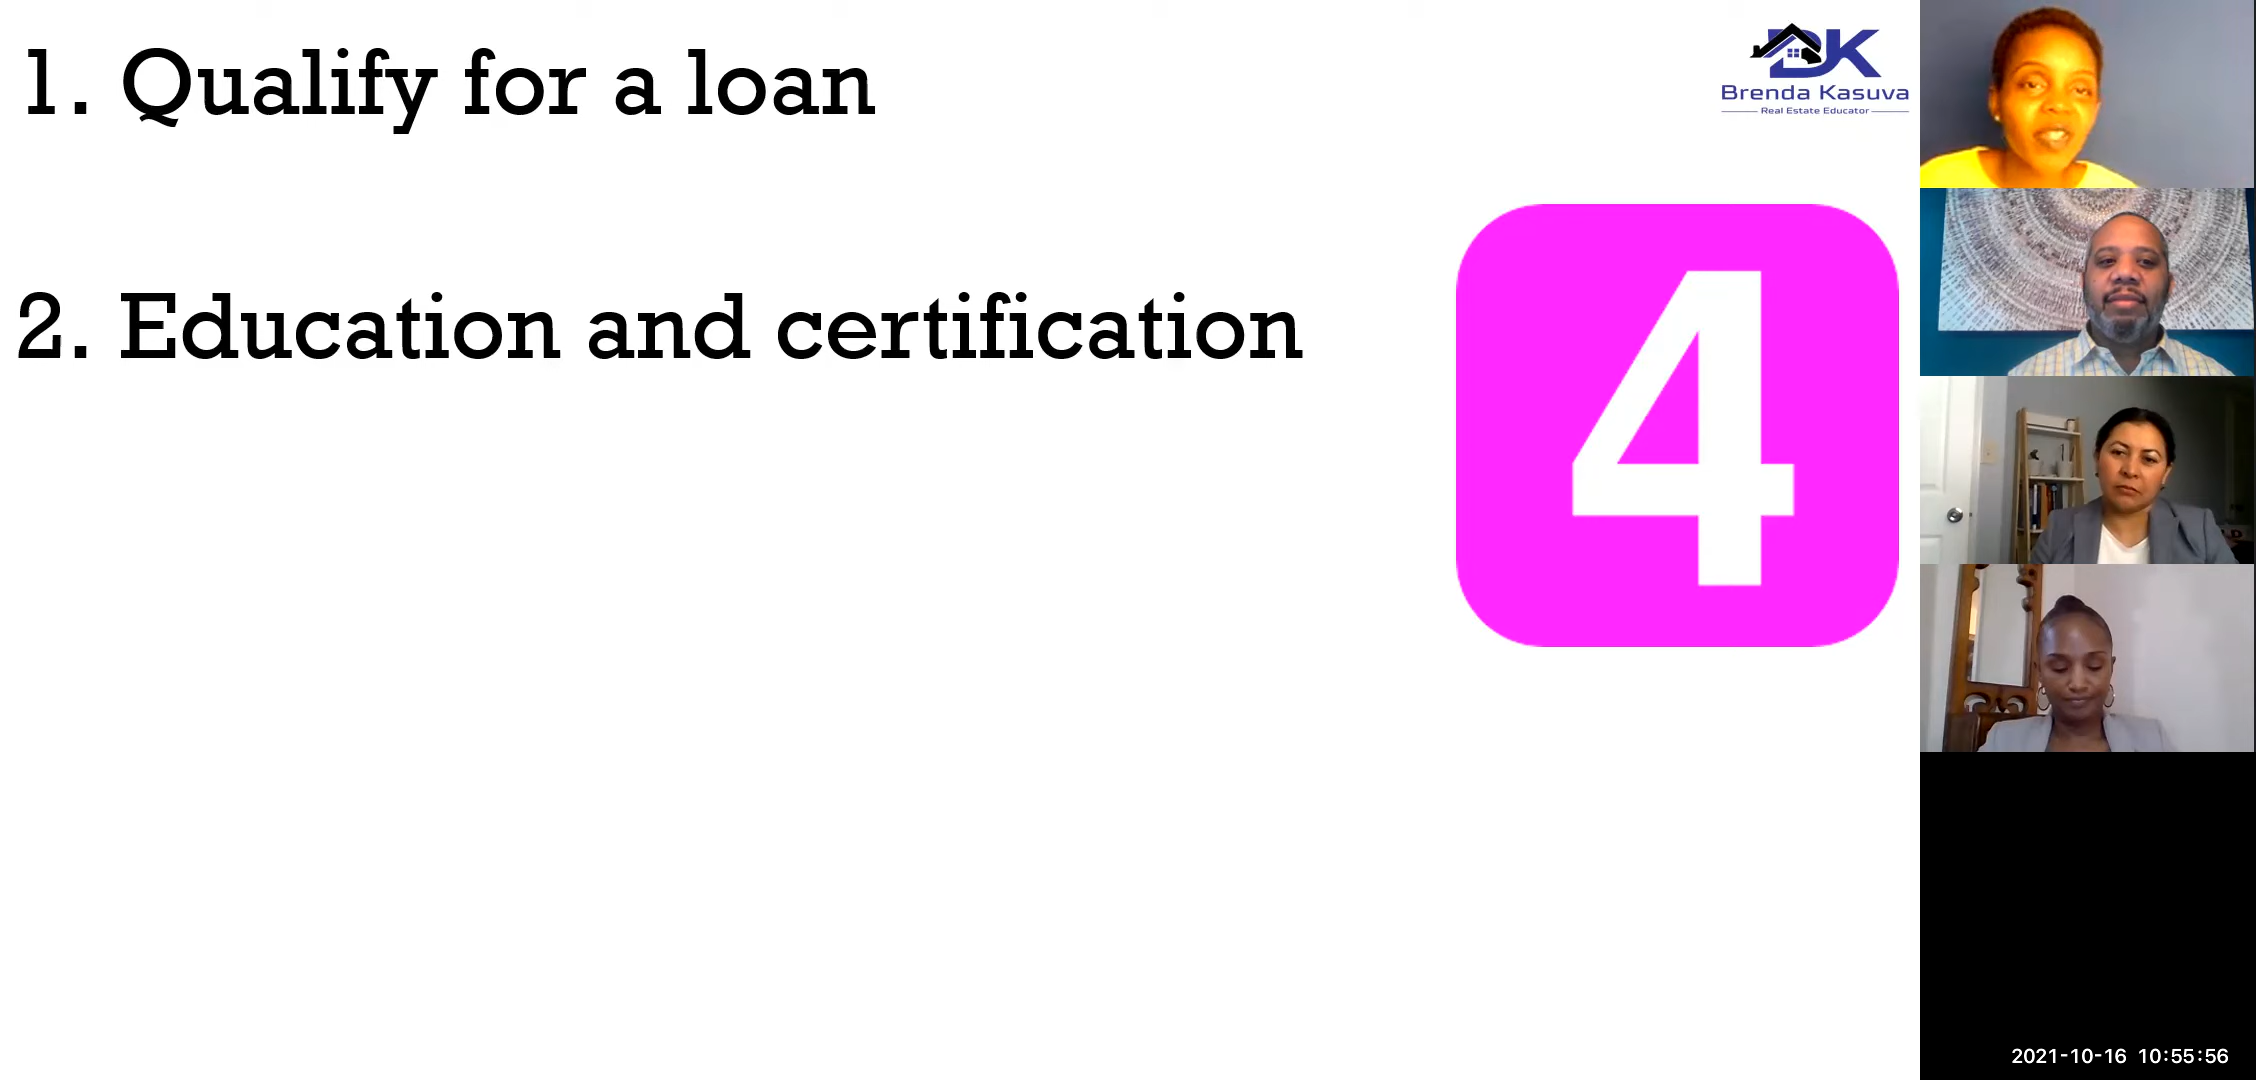 1. Qualify for a loan
DK
Brenda Kasuva
Real Estate Educator
2. Education and certification
4
2021-10-16 10:55:56